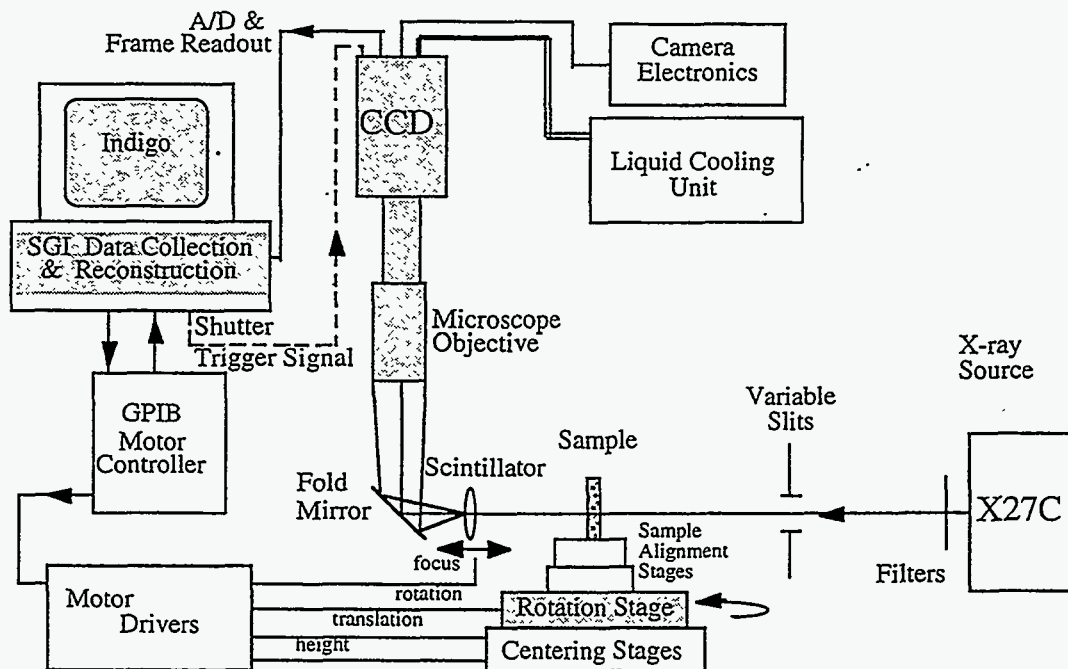 A/D &
Frame Readout
Camera
Electronics
CCD
Indigo
Liquid Cooling
Unit
SGI Data Collection
& Reconstruction
Shutter
Trigger Signal
Microscope
Objective
X-ray
Source
GPIB
Motor
Controller
Variable
Slits
Sample
Scintillator
Fold
Mirror
X27C
focus
Sample
Alignment
Stages
Filters
Motor
Drivers
rotation
translation
height
Rotation Stage
Centering Stages